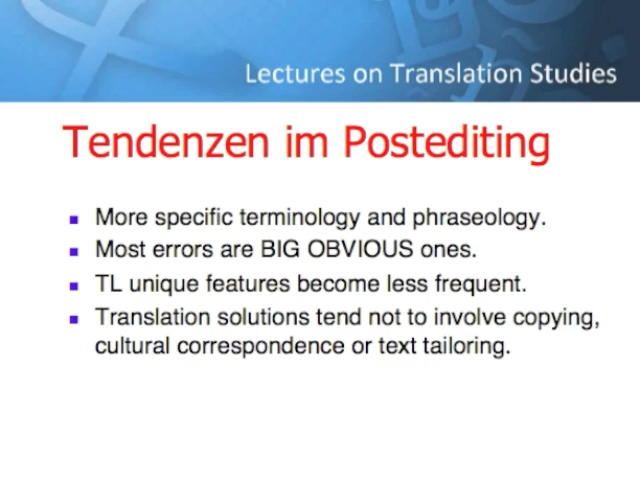 Lectures on Translation Studies
Tendenzen im Postediting
More specific terminology and phraseology.
Most errors are BIG OBVIOUS ones.
TL unique features become less frequent.
Translation solutions tend not to involve copying,
cultural correspondence or text tailoring.